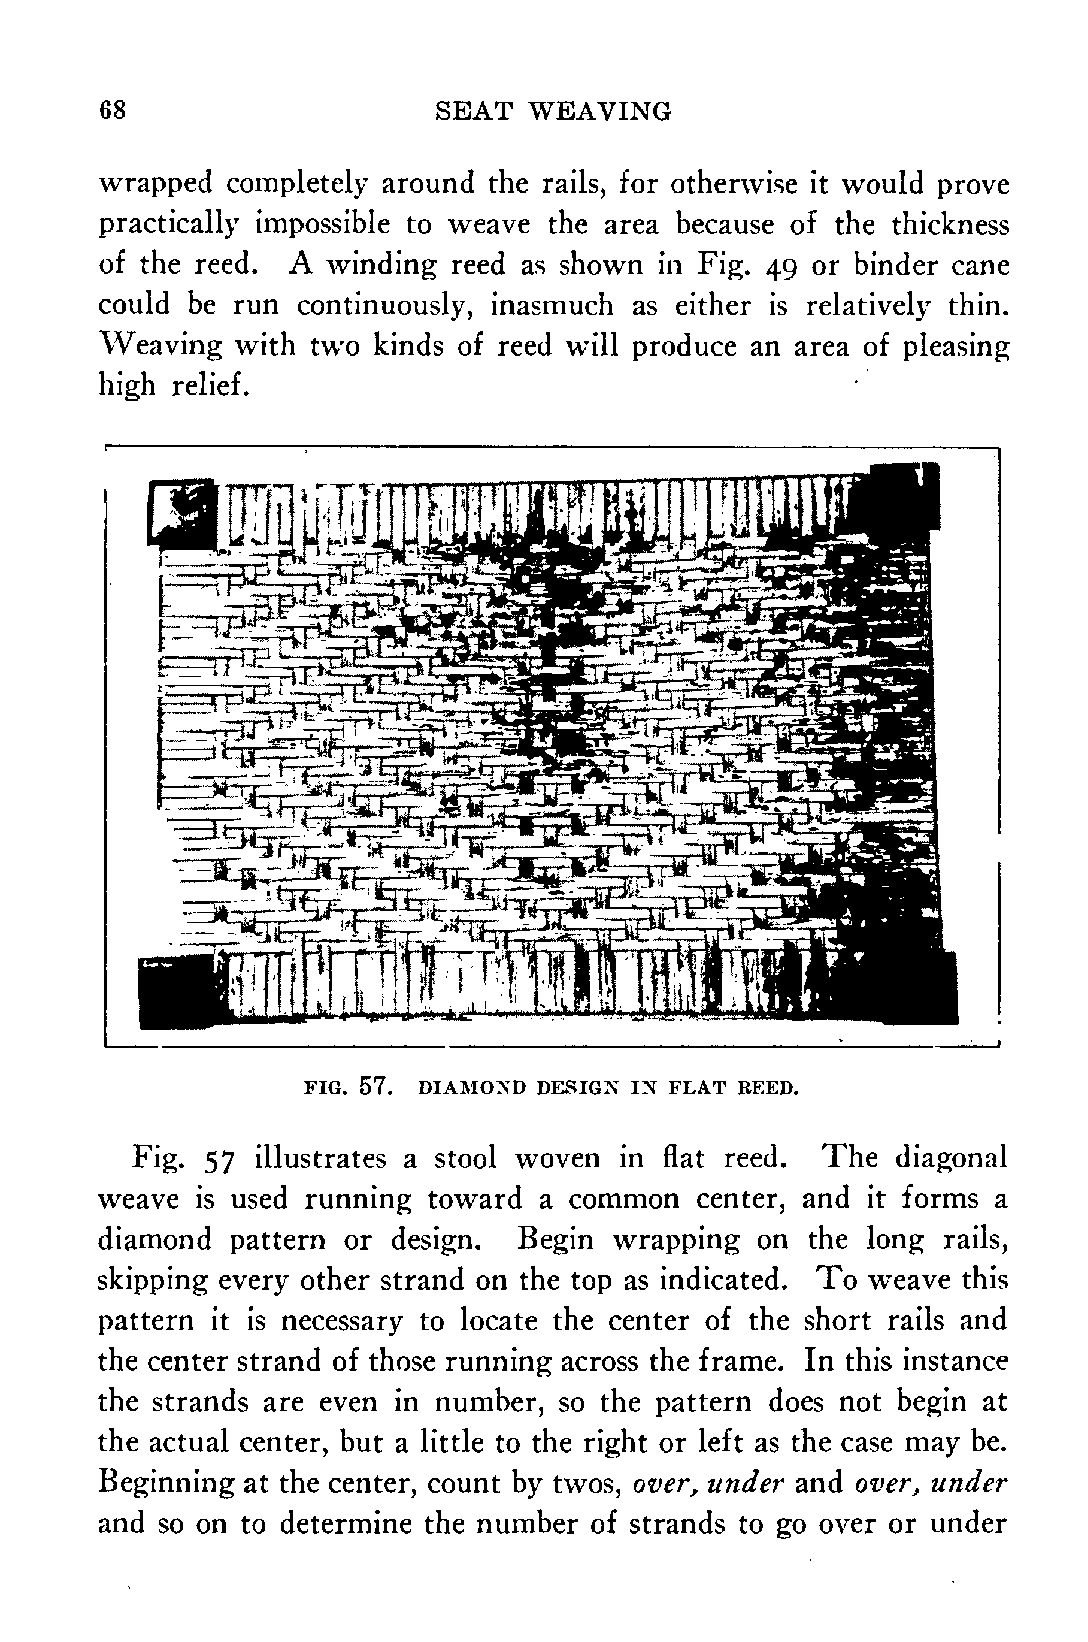 68 SEAT WEAVING
wrapped completely around the rails, for otherwise it would prove
practically impossible to weave the area because of the thickness
of the reed. A winding reed as shown in Fig. 49 or binder cane
could be run continuously, inasmuch as either is relatively thin.
Weaving with two kinds of reed will produce an area of pleasing
high relief.
FIG. 57. DIAMOND DESIGN IN FLAT REED.
Fig. 57 illustrates a stool woven in flat reed. The diagonal
weave is used running toward a common center, and it forms a
diamond pattern or design. Begin wrapping on the long rails,
skipping every other strand on the top as indicated. To weave this
pattern it is necessary to locate the center of the short rails and
the center strand of those running across the frame. In this instance
the strands are even in number, so the pattern does not begin at
the actual center, but a little to the right or left as the case may be.
Beginning at the center, count by twos, over, under and over, under
and so on to determine the number of strands to go over or under